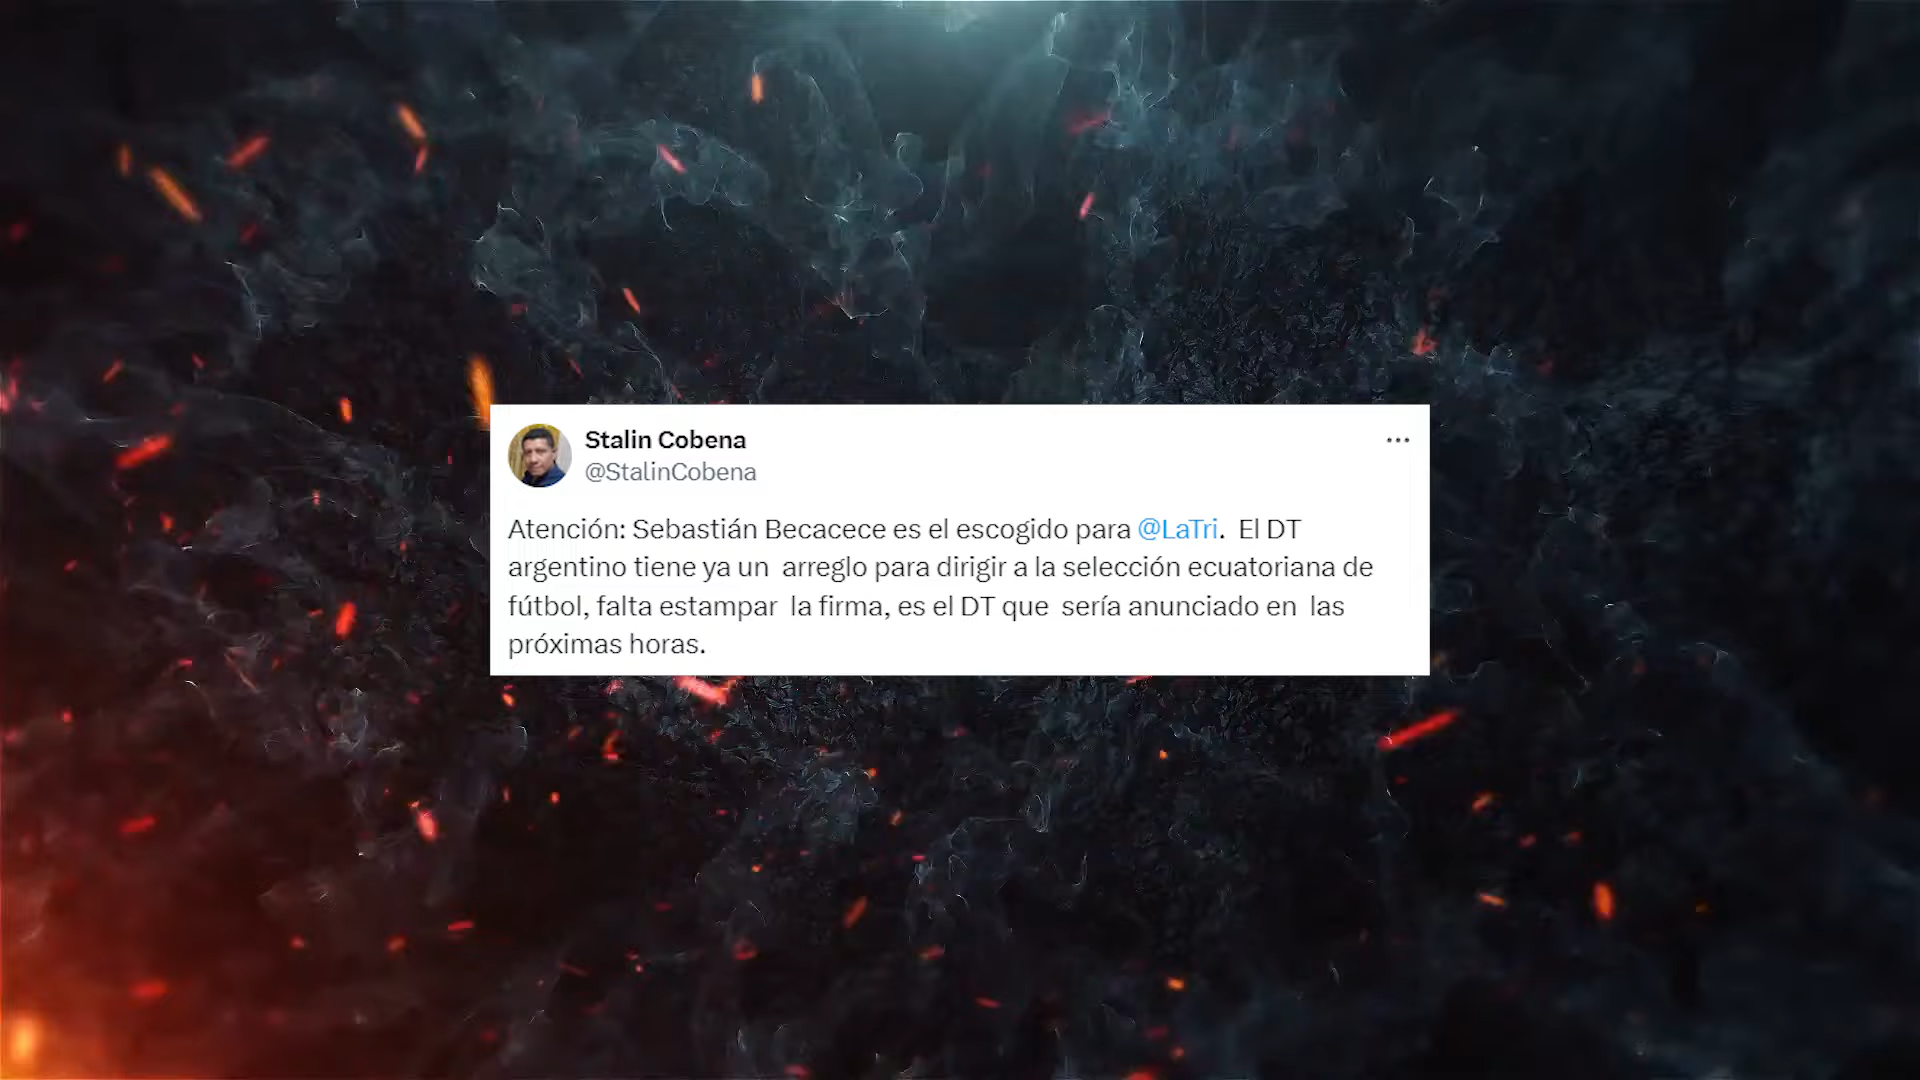 Stalin Cobena
@StalinCobena
Atención: Sebastián Becacece es el escogido para @LaTri. El DT
argentino tiene ya un arreglo para dirigir a la selección ecuatoriana de
fútbol, falta estampar la firma, es el DT que sería anunciado en las
próximas horas.